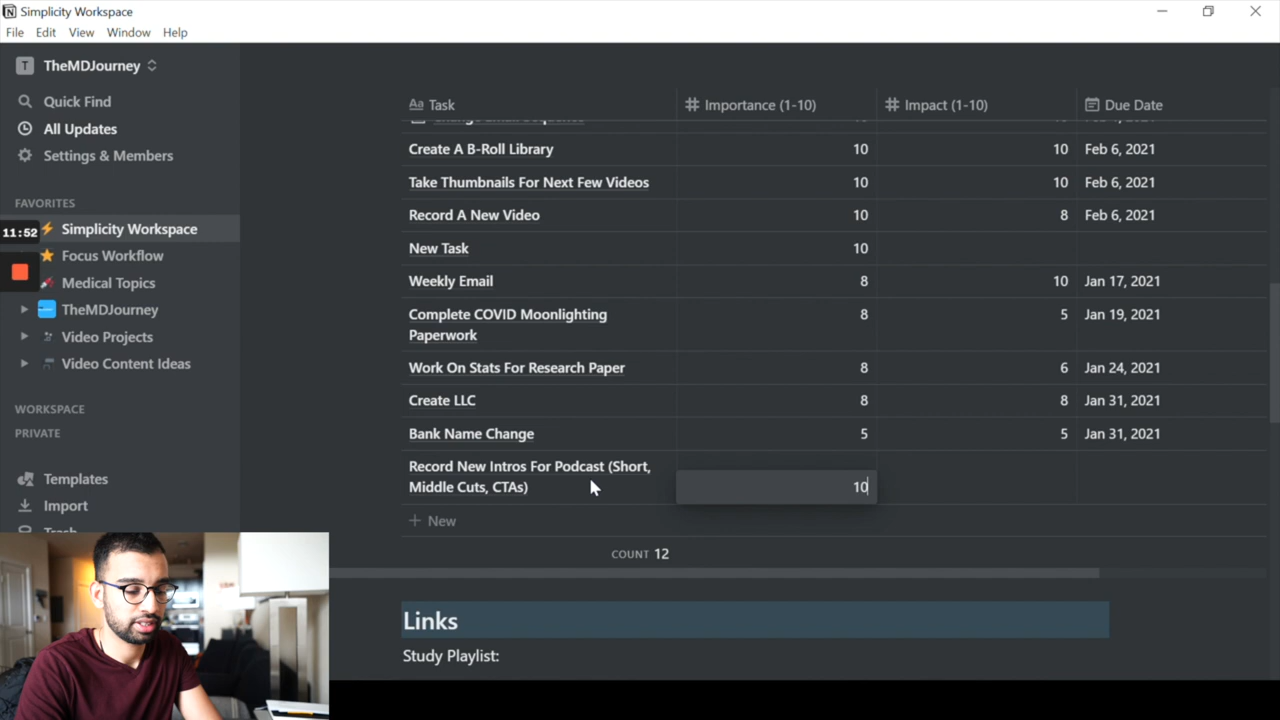 Simplicity Workspace
File Edit View Window Help
T TheMDJourney
Quick Find
All Updates
Settings & Members
FAVORITES
11:52
Simplicity Workspace
Focus Workflow
Medical Topics
TheMDJourney
Video Projects
Video Content Ideas
WORKSPACE
PRIVATE
Templates
Import
Trash
Aa Task # Importance (1-10) # Impact (1-10) Due Date
Change Email Sequence
Create A B-Roll Library 10 10 Feb 6, 2021
Take Thumbnails For Next Few Videos 10 10 Feb 6, 2021
Record A New Video 10 8 Feb 6, 2021
New Task 10
Weekly Email 8 10 Jan 17, 2021
Complete COVID Moonlighting 8 5 Jan 19, 2021
Paperwork
Work On Stats For Research Paper 8 6 Jan 24, 2021
Create LLC 8 8 Jan 31, 2021
Bank Name Change 5 5 Jan 31, 2021
Record New Intros For Podcast (Short,
Middle Cuts, CTAs) 10
+ New
COUNT 12
Links
Study Playlist: